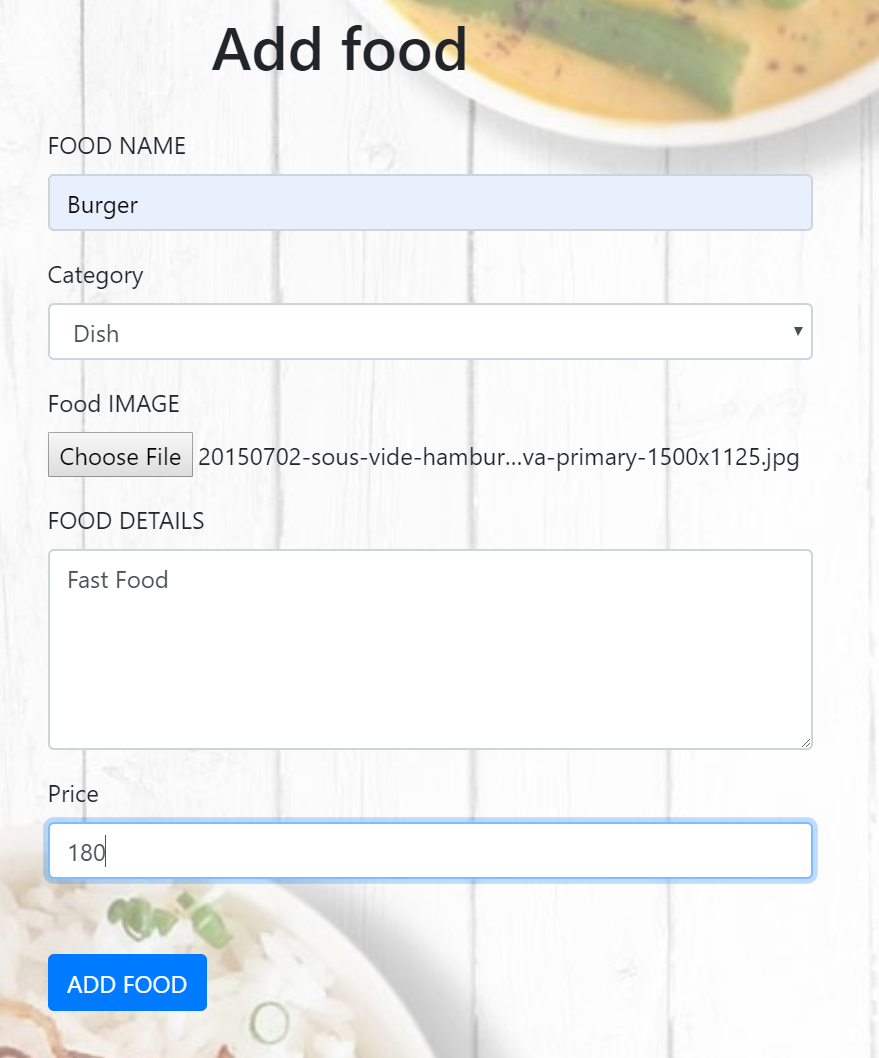 Add food
FOOD NAME
Burger
Category
Dish
Food IMAGE
Choose File 20150702-sous-vide-hambur...va-primary-1500x1125.jpg
FOOD DETAILS
Fast Food
Price
180
ADD FOOD